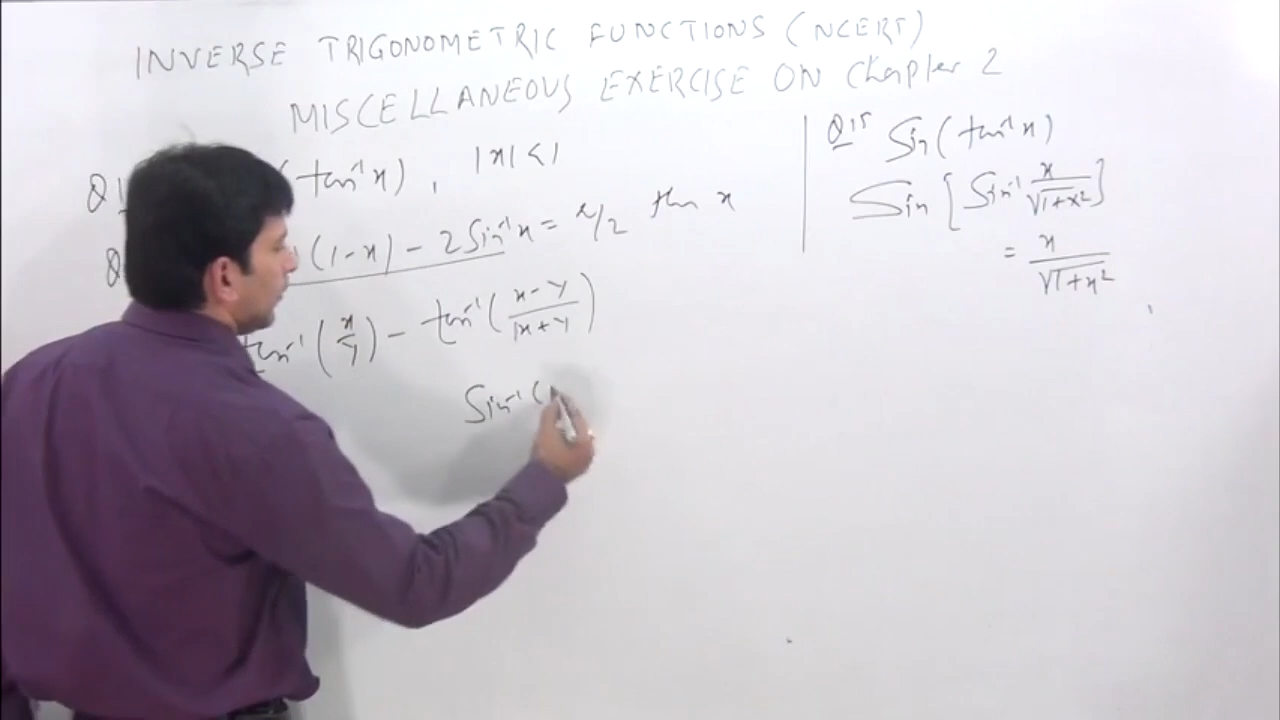 INVERSE TRIGONOMETRIC FUNCTIONS (NCERT)
MISCELLANEOUS EXERCISE ON Chapter 2
(tan⁻¹x), |x|<1
(1-x) - 2Sin⁻¹x = π/2 then x
tan⁻¹(x/y) - tan⁻¹((x-y)/(x+y))
Sin⁻¹(
Q15 Sin(tan⁻¹x)
Sin[Sin⁻¹ x/√(1+x²)]
= x/√(1+x²)